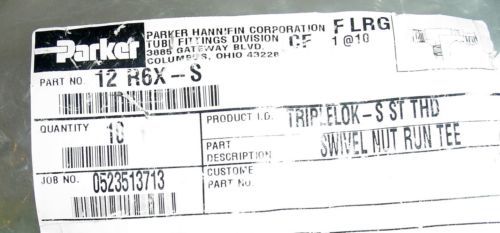 Parker
PARKER HANNIFIN CORPORATION
TUBE FITTINGS DIVISION
3885 GATEWAY BLVD.
COLUMBUS, OHIO 43228
CF
F LRG
1 @10
PART NO. 12 R6X-S
QUANTITY 10
PRODUCT I.D. TRIPLELOK-S ST THD
PART DESCRIPTION SWIVEL NUT RUN TEE
JOB NO. 0523513713
CUSTOME
PART NO.